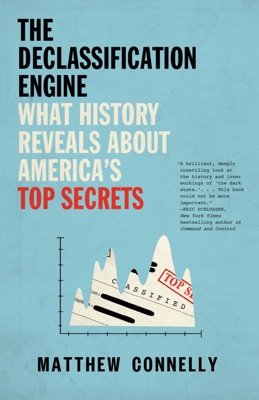 THE
DECLASSIFICATION
ENGINE
WHAT HISTORY
REVEALS ABOUT
AMERICA'S
TOP SECRETS
"A brilliant, deeply
unsettling look at
the history and inner
workings of 'the dark
state.'. . . This book
could not be more
important."
—ERIC SCHLOSSER,
New York Times
bestselling author of
Command and Control
TOP SE
CLASSIFIED
MATTHEW CONNELLY